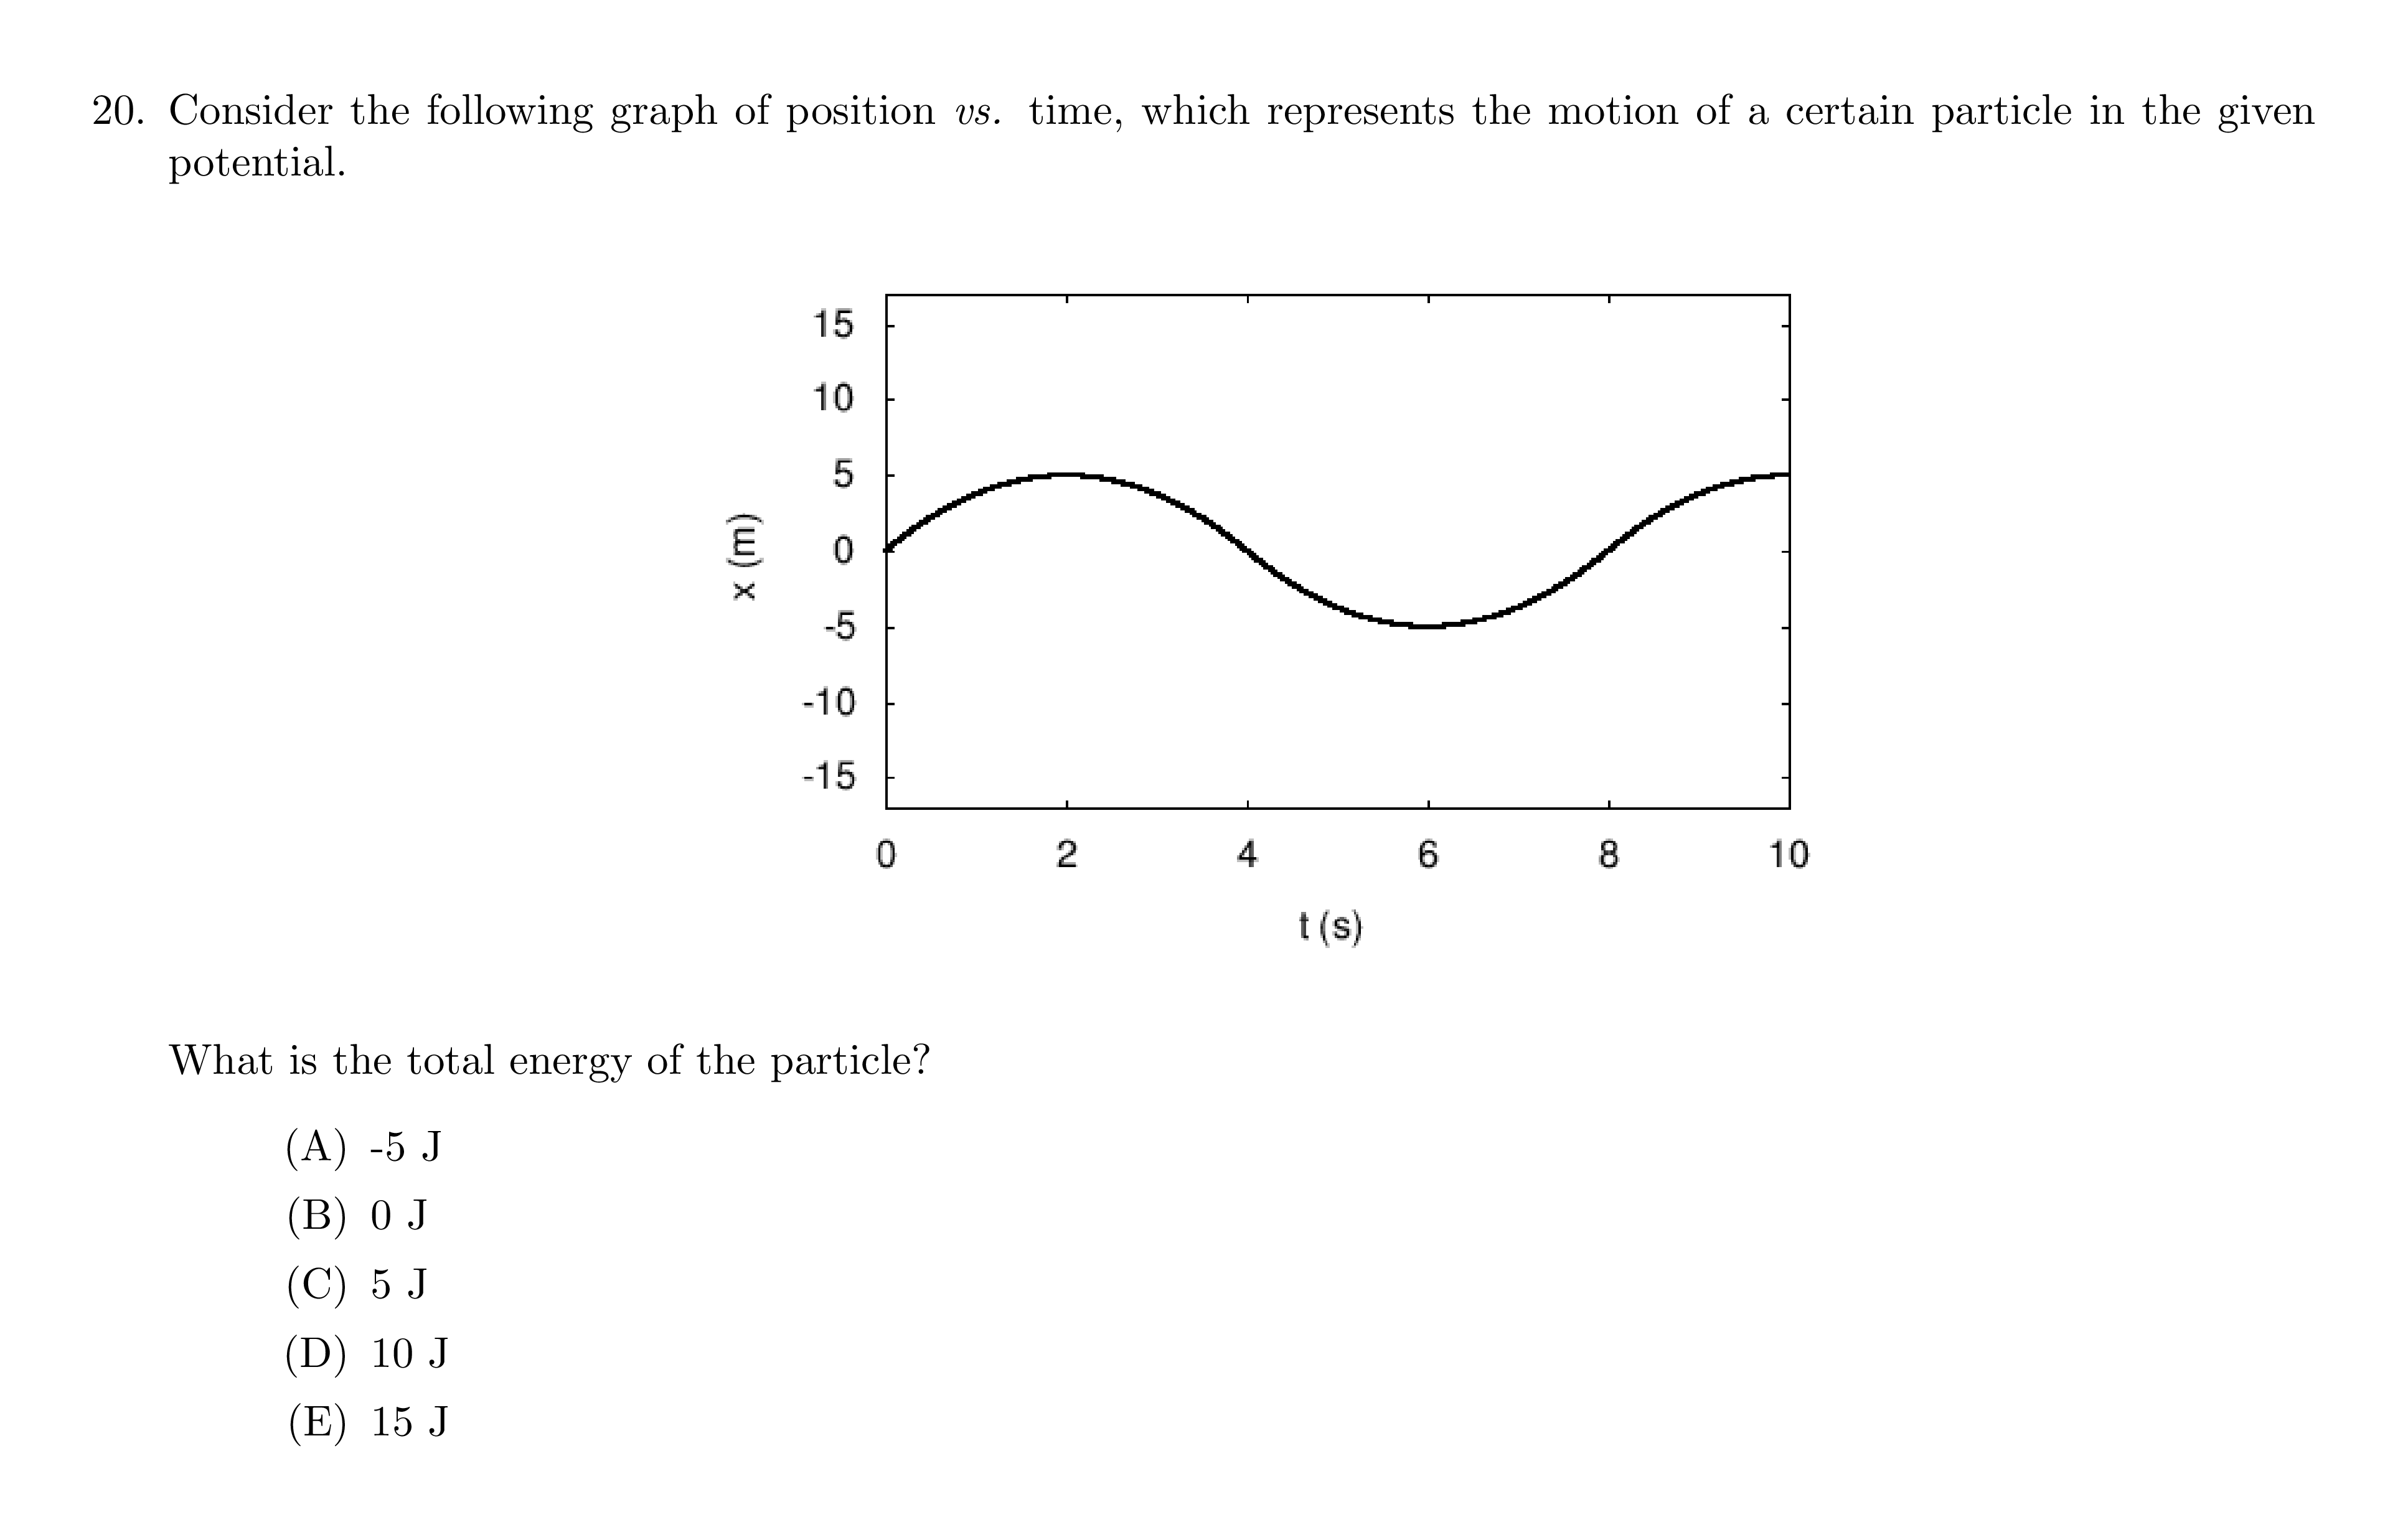 20. Consider the following graph of position vs. time, which represents the motion of a certain particle in the given
potential.
15
10
5
0
-5
-10
-15
x (m)
0 2 4 6 8 10
t (s)
What is the total energy of the particle?
(A) -5 J
(B) 0 J
(C) 5 J
(D) 10 J
(E) 15 J